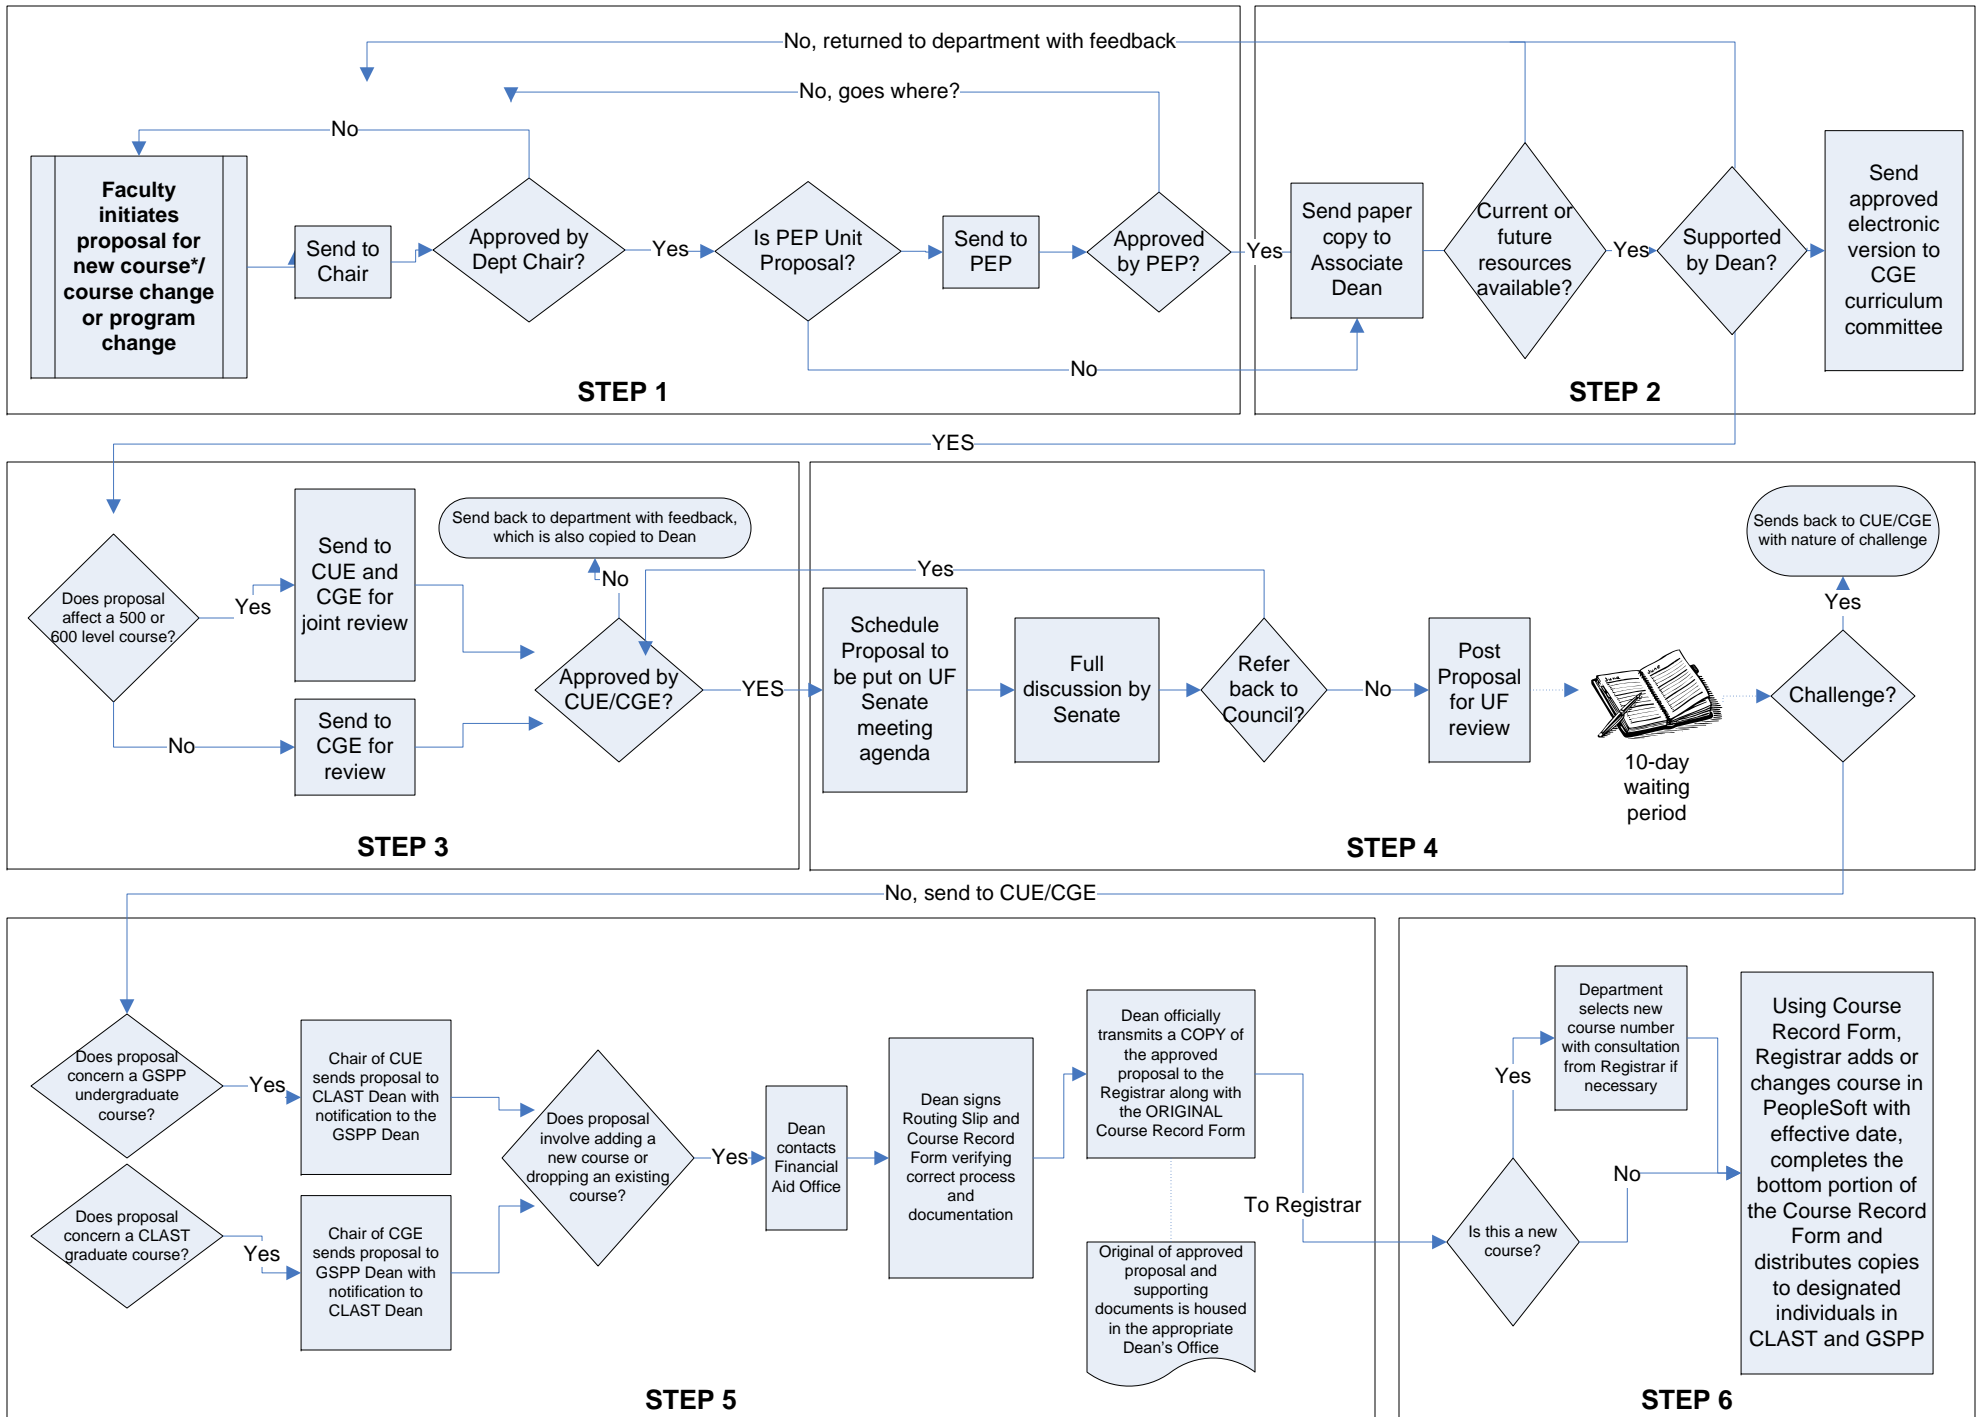 No, returned to department with feedback
No, goes where?
No
Faculty
initiates
proposal for
new course*/
course change
or program
change
Send to
Chair
Approved by
Dept Chair?
Yes
Is PEP Unit
Proposal?
Send to
PEP
Approved
by PEP?
Yes
No
STEP 1
Send paper
copy to
Associate
Dean
Current or
future
resources
available?
Yes
Supported
by Dean?
Send
approved
electronic
version to
CGE
curriculum
committee
STEP 2
YES
Does proposal
affect a 500 or
600 level course?
Yes
Send to
CUE and
CGE for
joint review
No
Send to
CGE for
review
Send back to department with feedback,
which is also copied to Dean
No
Approved by
CUE/CGE?
YES
STEP 3
Yes
Schedule
Proposal to
be put on UF
Senate
meeting
agenda
Full
discussion by
Senate
Refer
back to
Council?
No
Post
Proposal
for UF
review
10-day
waiting
period
Sends back to CUE/CGE
with nature of challenge
Yes
Challenge?
STEP 4
No, send to CUE/CGE
Does proposal
concern a GSPP
undergraduate
course?
Yes
Chair of CUE
sends proposal to
CLAST Dean with
notification to the
GSPP Dean
Does proposal
concern a CLAST
graduate course?
Yes
Chair of CGE
sends proposal to
GSPP Dean with
notification to
CLAST Dean
Does proposal
involve adding a
new course or
dropping an existing
course?
Yes
Dean
contacts
Financial
Aid Office
Dean signs
Routing Slip and
Course Record
Form verifying
correct process
and
documentation
Dean officially
transmits a COPY of
the approved
proposal to the
Registrar along with
the ORIGINAL
Course Record Form
Original of approved
proposal and
supporting
documents is housed
in the appropriate
Dean's Office
To Registrar
STEP 5
Is this a new
course?
Yes
Department
selects new
course number
with consultation
from Registrar if
necessary
No
Using Course
Record Form,
Registrar adds or
changes course in
PeopleSoft with
effective date,
completes the
bottom portion of
the Course Record
Form and
distributes copies
to designated
individuals in
CLAST and GSPP
STEP 6